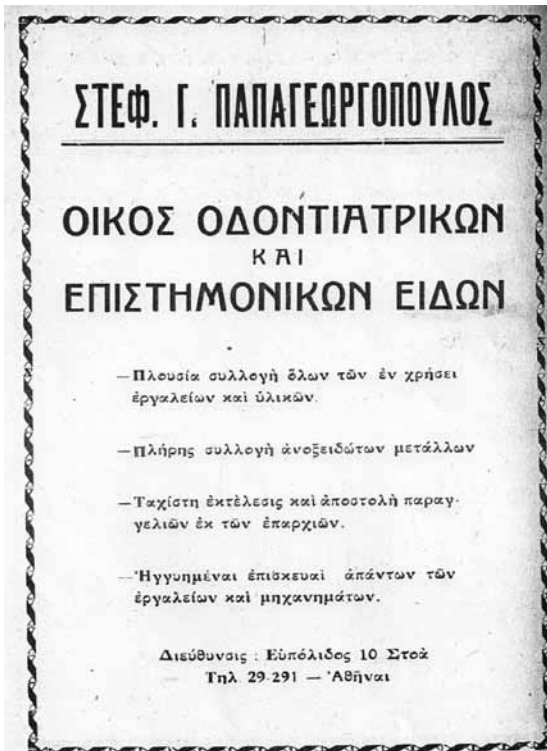 ΣΤΕΦ. Γ. ΠΑΠΑΓΕΩΡΓΟΠΟΥΛΟΣ
ΟΙΚΟΣ ΟΔΟΝΤΙΑΤΡΙΚΩΝ
ΚΑΙ
ΕΠΙΣΤΗΜΟΝΙΚΩΝ ΕΙΔΩΝ
—Πλουσία συλλογὴ ὅλων τῶν ἐν χρήσει
ἐργαλείων καὶ ὑλικῶν.
—Πλήρης συλλογὴ ἀνοξειδώτων μετάλλων
—Ταχίστη ἐκτέλεσις καὶ ἀποστολὴ παραγ-
γελιῶν ἐκ τῶν ἐπαρχιῶν.
—Ἠγγυημέναι ἐπισκευαὶ ἁπάντων τῶν
ἐργαλείων καὶ μηχανημάτων.
Διεύθυνσις : Εὐπόλιδος 10 Στοὰ
Τηλ. 29-291 — Ἀθῆναι